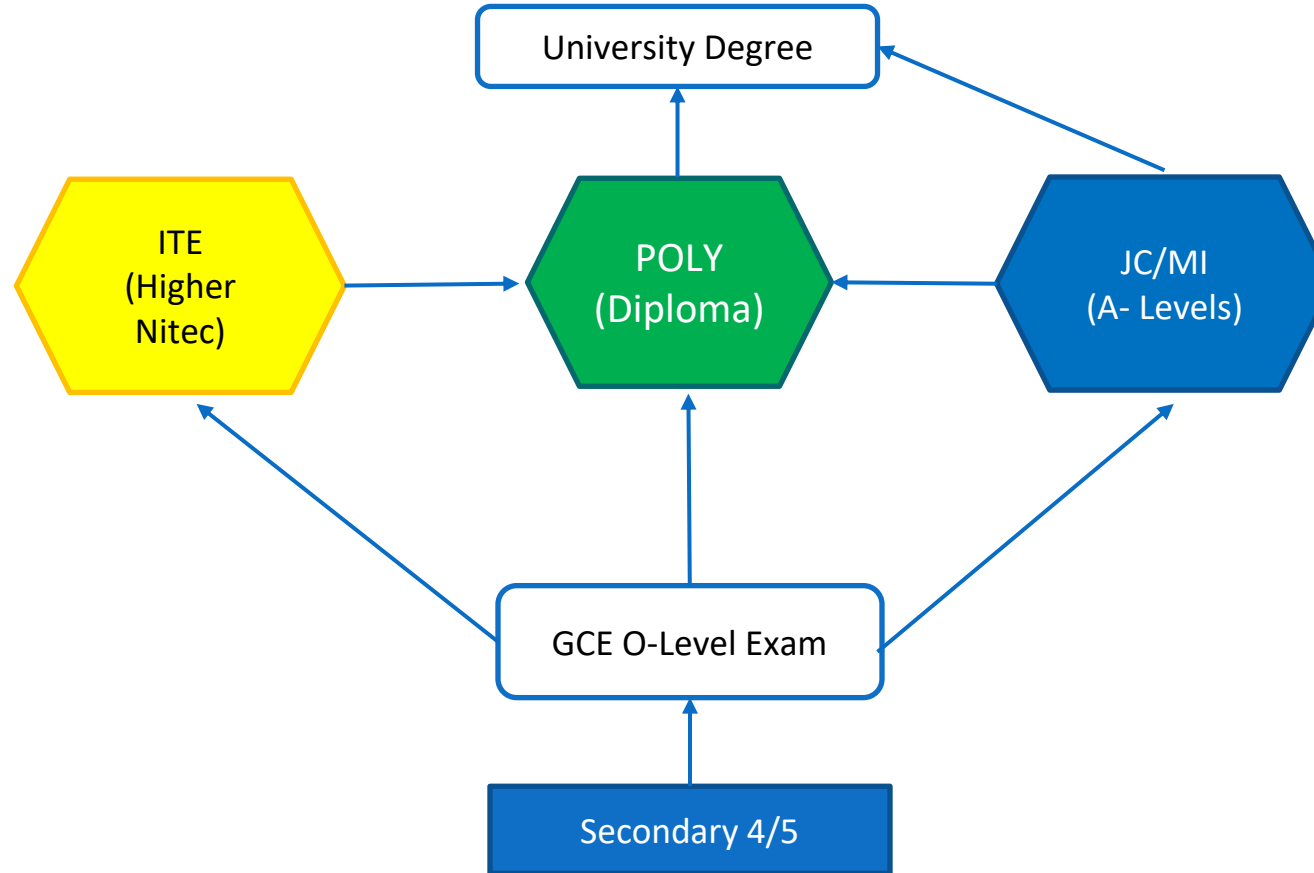 University Degree
ITE
(Higher
Nitec)
POLY
(Diploma)
JC/MI
(A- Levels)
GCE O-Level Exam
Secondary 4/5